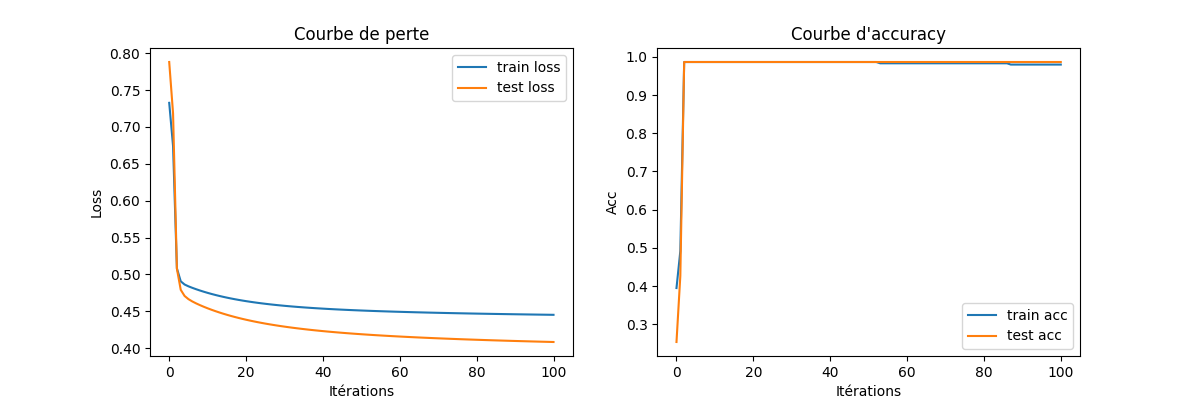 Courbe de perte
0.80
0.75
0.70
0.65
0.60
0.55
0.50
0.45
0.40
Loss
0 20 40 60 80 100
Itérations
train loss
test loss
Courbe d'accuracy
1.0
0.9
0.8
0.7
0.6
0.5
0.4
0.3
Acc
0 20 40 60 80 100
Itérations
train acc
test acc